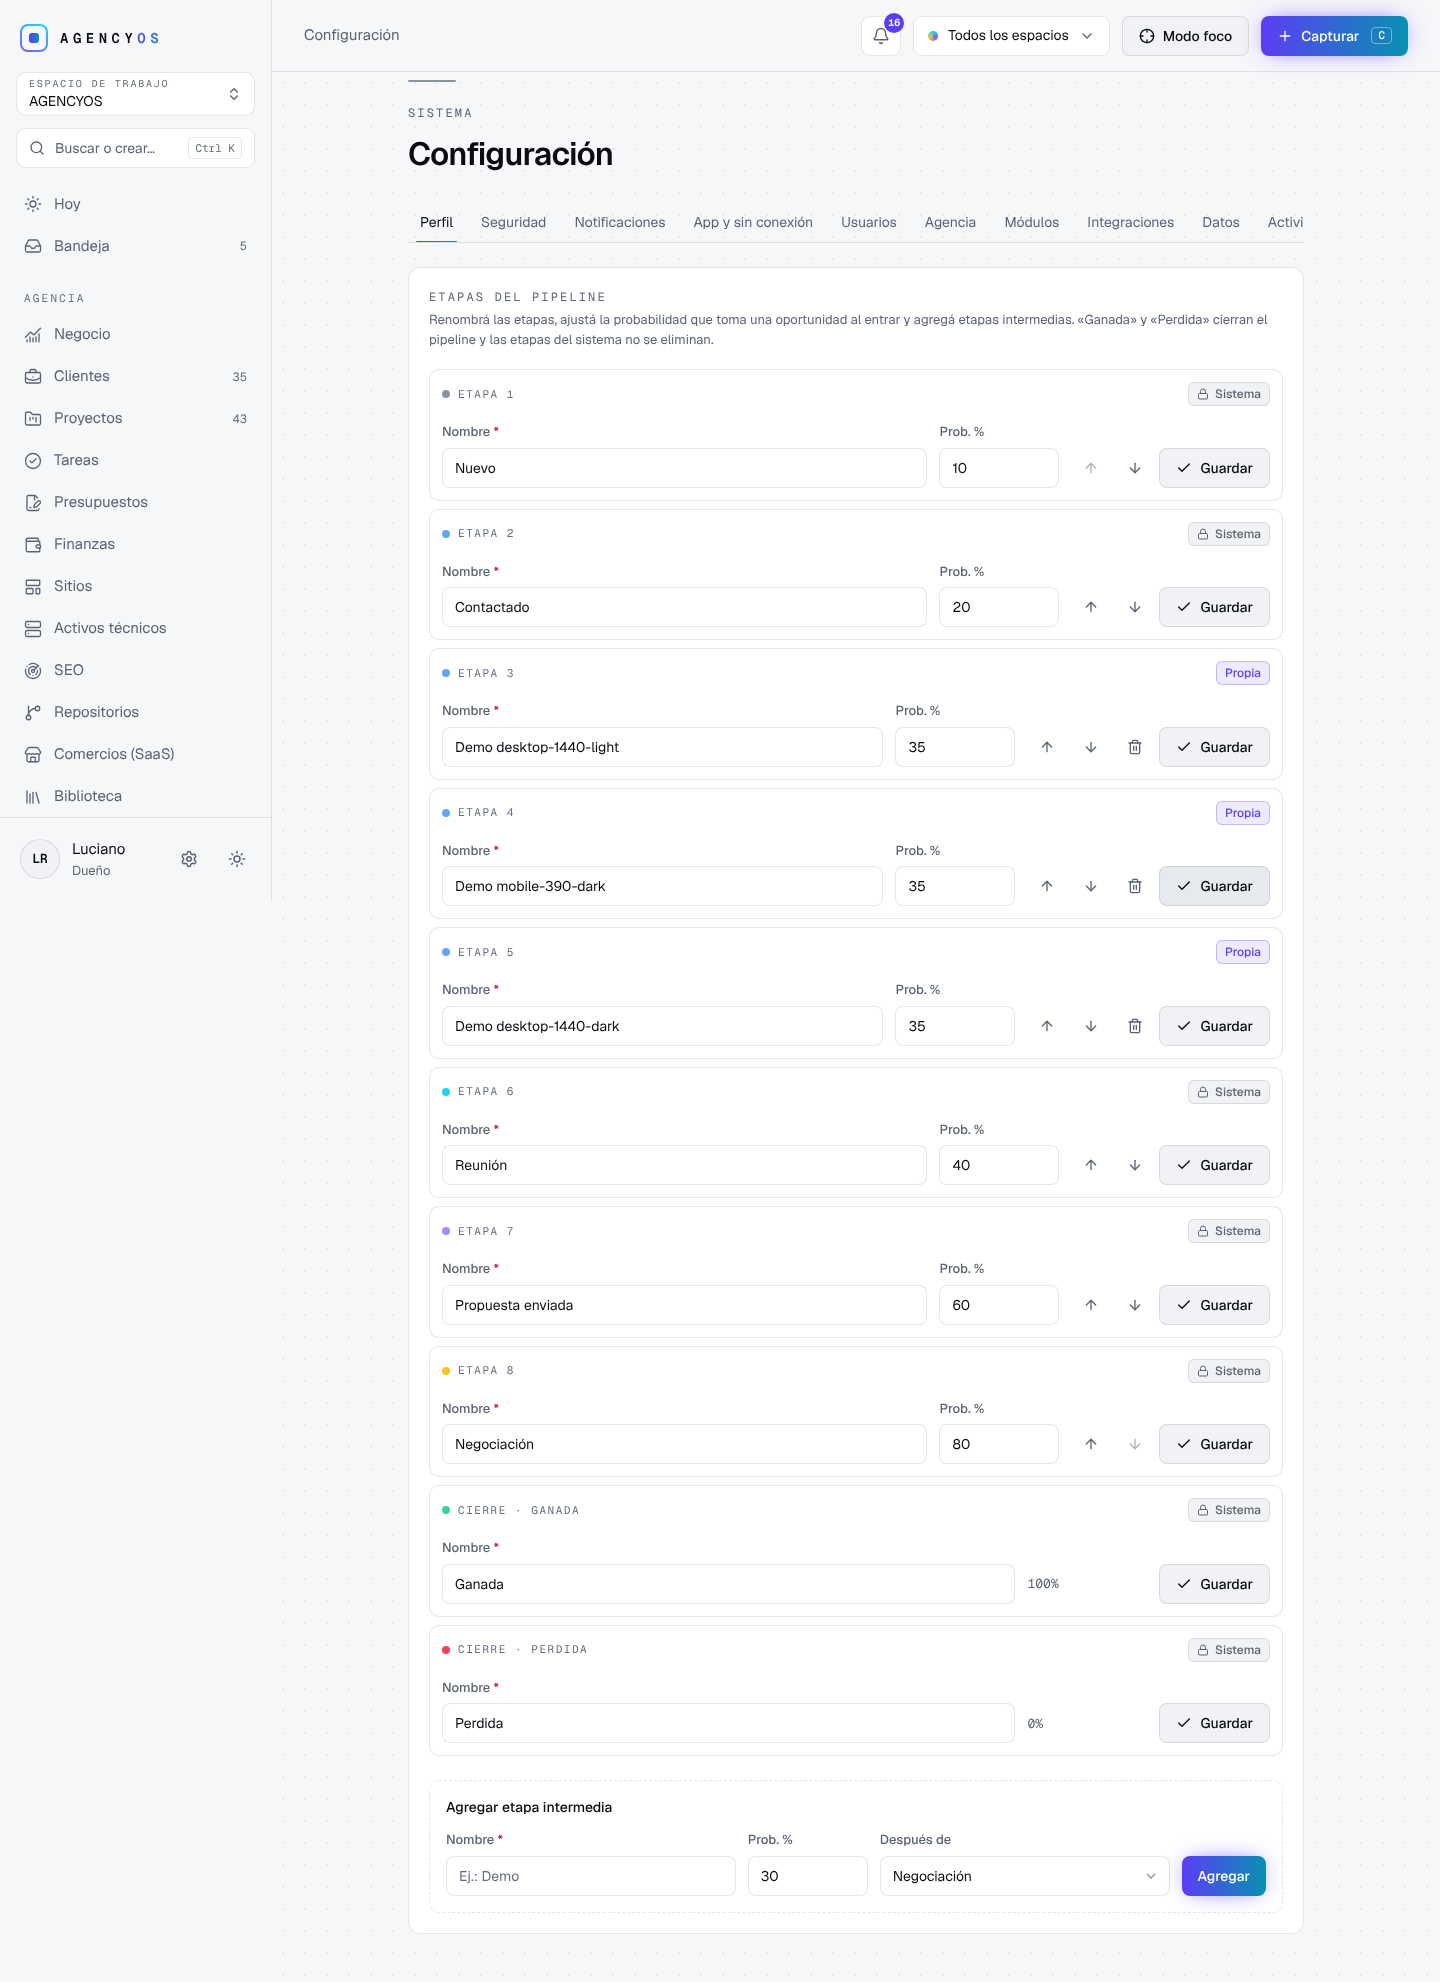 AGENCYOS
ESPACIO DE TRABAJO
AGENCYOS
Buscar o crear... Ctrl K
Hoy
Bandeja 5
AGENCIA
Negocio
Clientes 35
Proyectos 43
Tareas
Presupuestos
Finanzas
Sitios
Activos técnicos
SEO
Repositorios
Comercios (SaaS)
Biblioteca
LR Luciano
Dueño
Configuración 16 Todos los espacios Modo foco Capturar C
SISTEMA
Configuración
Perfil Seguridad Notificaciones App y sin conexión Usuarios Agencia Módulos Integraciones Datos Activi
ETAPAS DEL PIPELINE
Renombrá las etapas, ajustá la probabilidad que toma una oportunidad al entrar y agregá etapas intermedias. «Ganada» y «Perdida» cierran el
pipeline y las etapas del sistema no se eliminan.
ETAPA 1 Sistema
Nombre * Prob. %
Nuevo 10 Guardar
ETAPA 2 Sistema
Nombre * Prob. %
Contactado 20 Guardar
ETAPA 3 Propia
Nombre * Prob. %
Demo desktop-1440-light 35 Guardar
ETAPA 4 Propia
Nombre * Prob. %
Demo mobile-390-dark 35 Guardar
ETAPA 5 Propia
Nombre * Prob. %
Demo desktop-1440-dark 35 Guardar
ETAPA 6 Sistema
Nombre * Prob. %
Reunión 40 Guardar
ETAPA 7 Sistema
Nombre * Prob. %
Propuesta enviada 60 Guardar
ETAPA 8 Sistema
Nombre * Prob. %
Negociación 80 Guardar
CIERRE · GANADA Sistema
Nombre *
Ganada 100% Guardar
CIERRE · PERDIDA Sistema
Nombre *
Perdida 0% Guardar
Agregar etapa intermedia
Nombre * Prob. % Después de
Ej.: Demo 30 Negociación Agregar